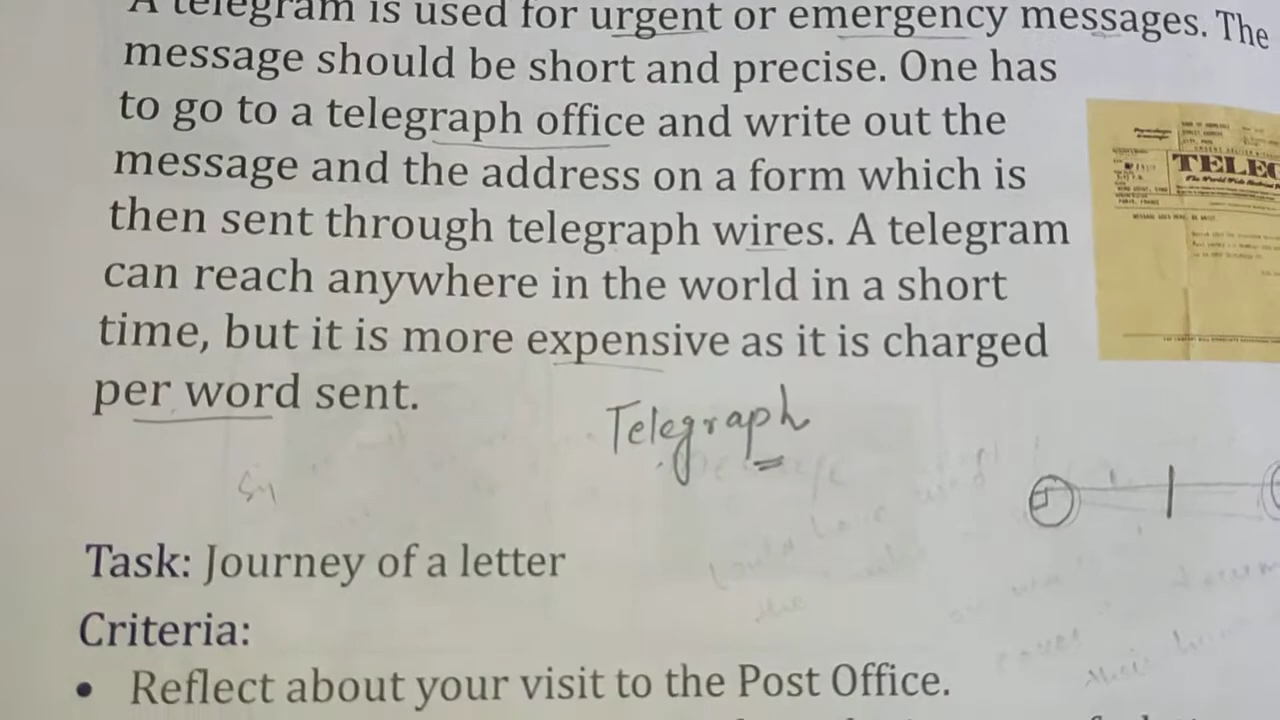 A telegram is used for urgent or emergency messages. The
message should be short and precise. One has
to go to a telegraph office and write out the
message and the address on a form which is
then sent through telegraph wires. A telegram
can reach anywhere in the world in a short
time, but it is more expensive as it is charged
per word sent.
TELEG
Telegraph
Task: Journey of a letter
Criteria:
• Reflect about your visit to the Post Office.